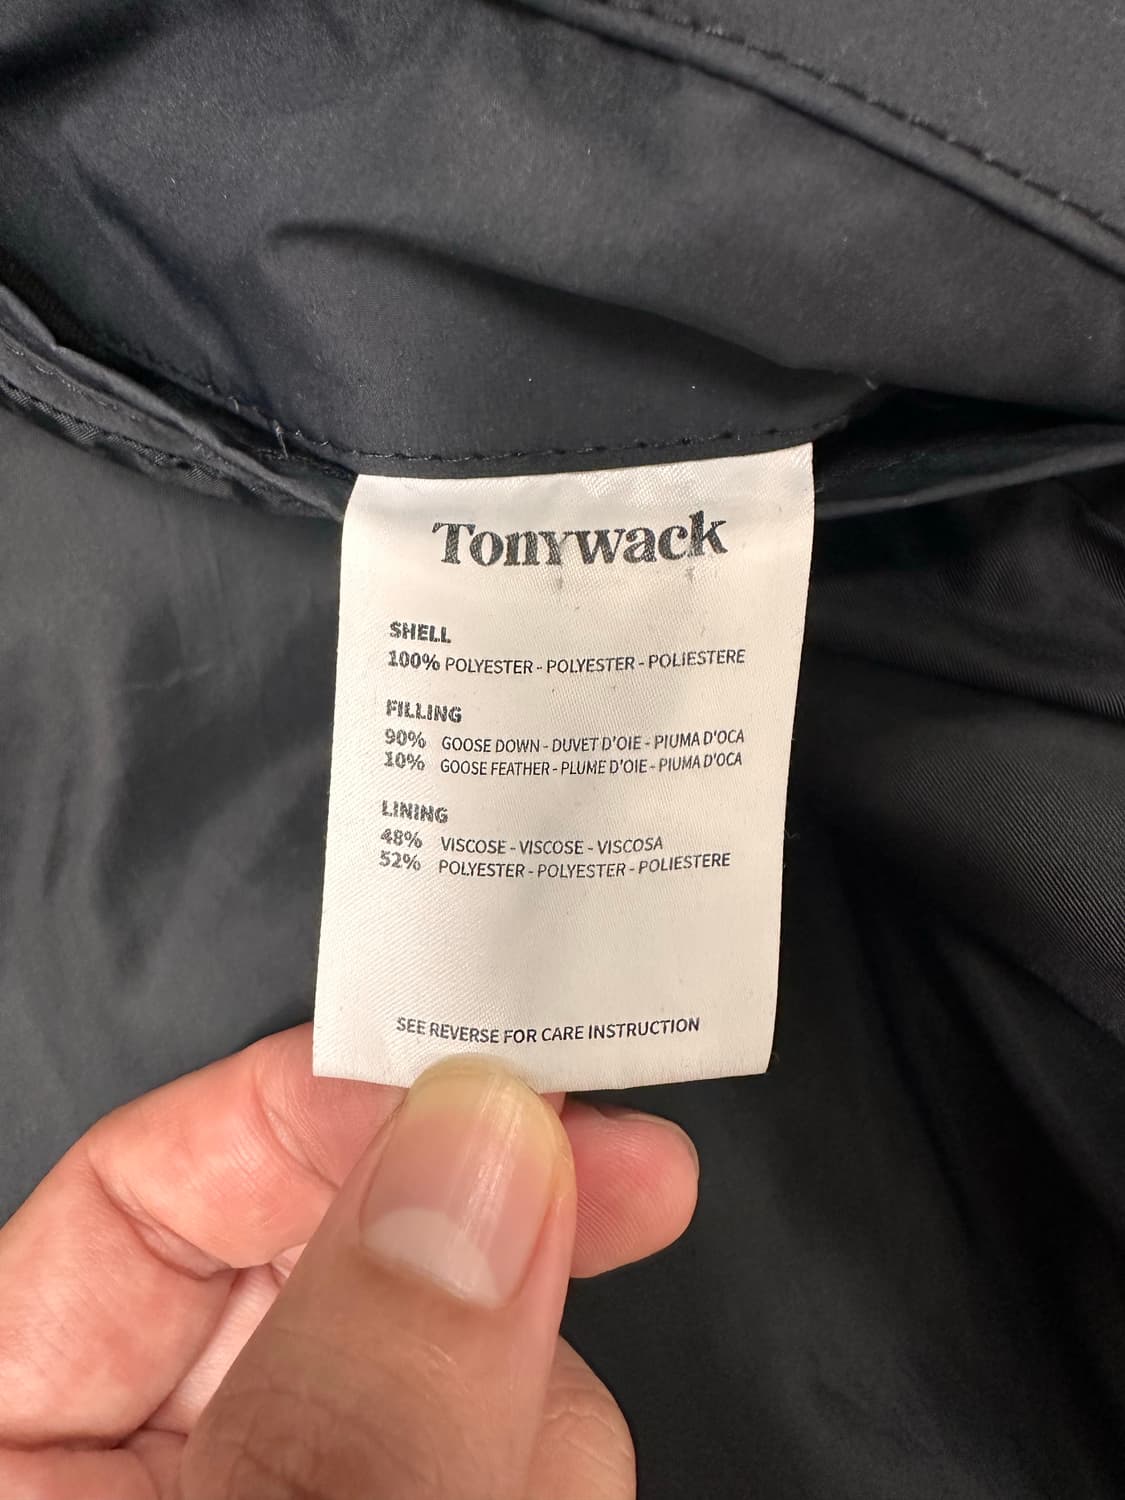 Tonywack
SHELL
100% POLYESTER - POLYESTER - POLIESTERE
FILLING
90% GOOSE DOWN - DUVET D'OIE - PIUMA D'OCA
10% GOOSE FEATHER - PLUME D'OIE - PIUMA D'OCA
LINING
48% VISCOSE - VISCOSE - VISCOSA
52% POLYESTER - POLYESTER - POLIESTERE
SEE REVERSE FOR CARE INSTRUCTION